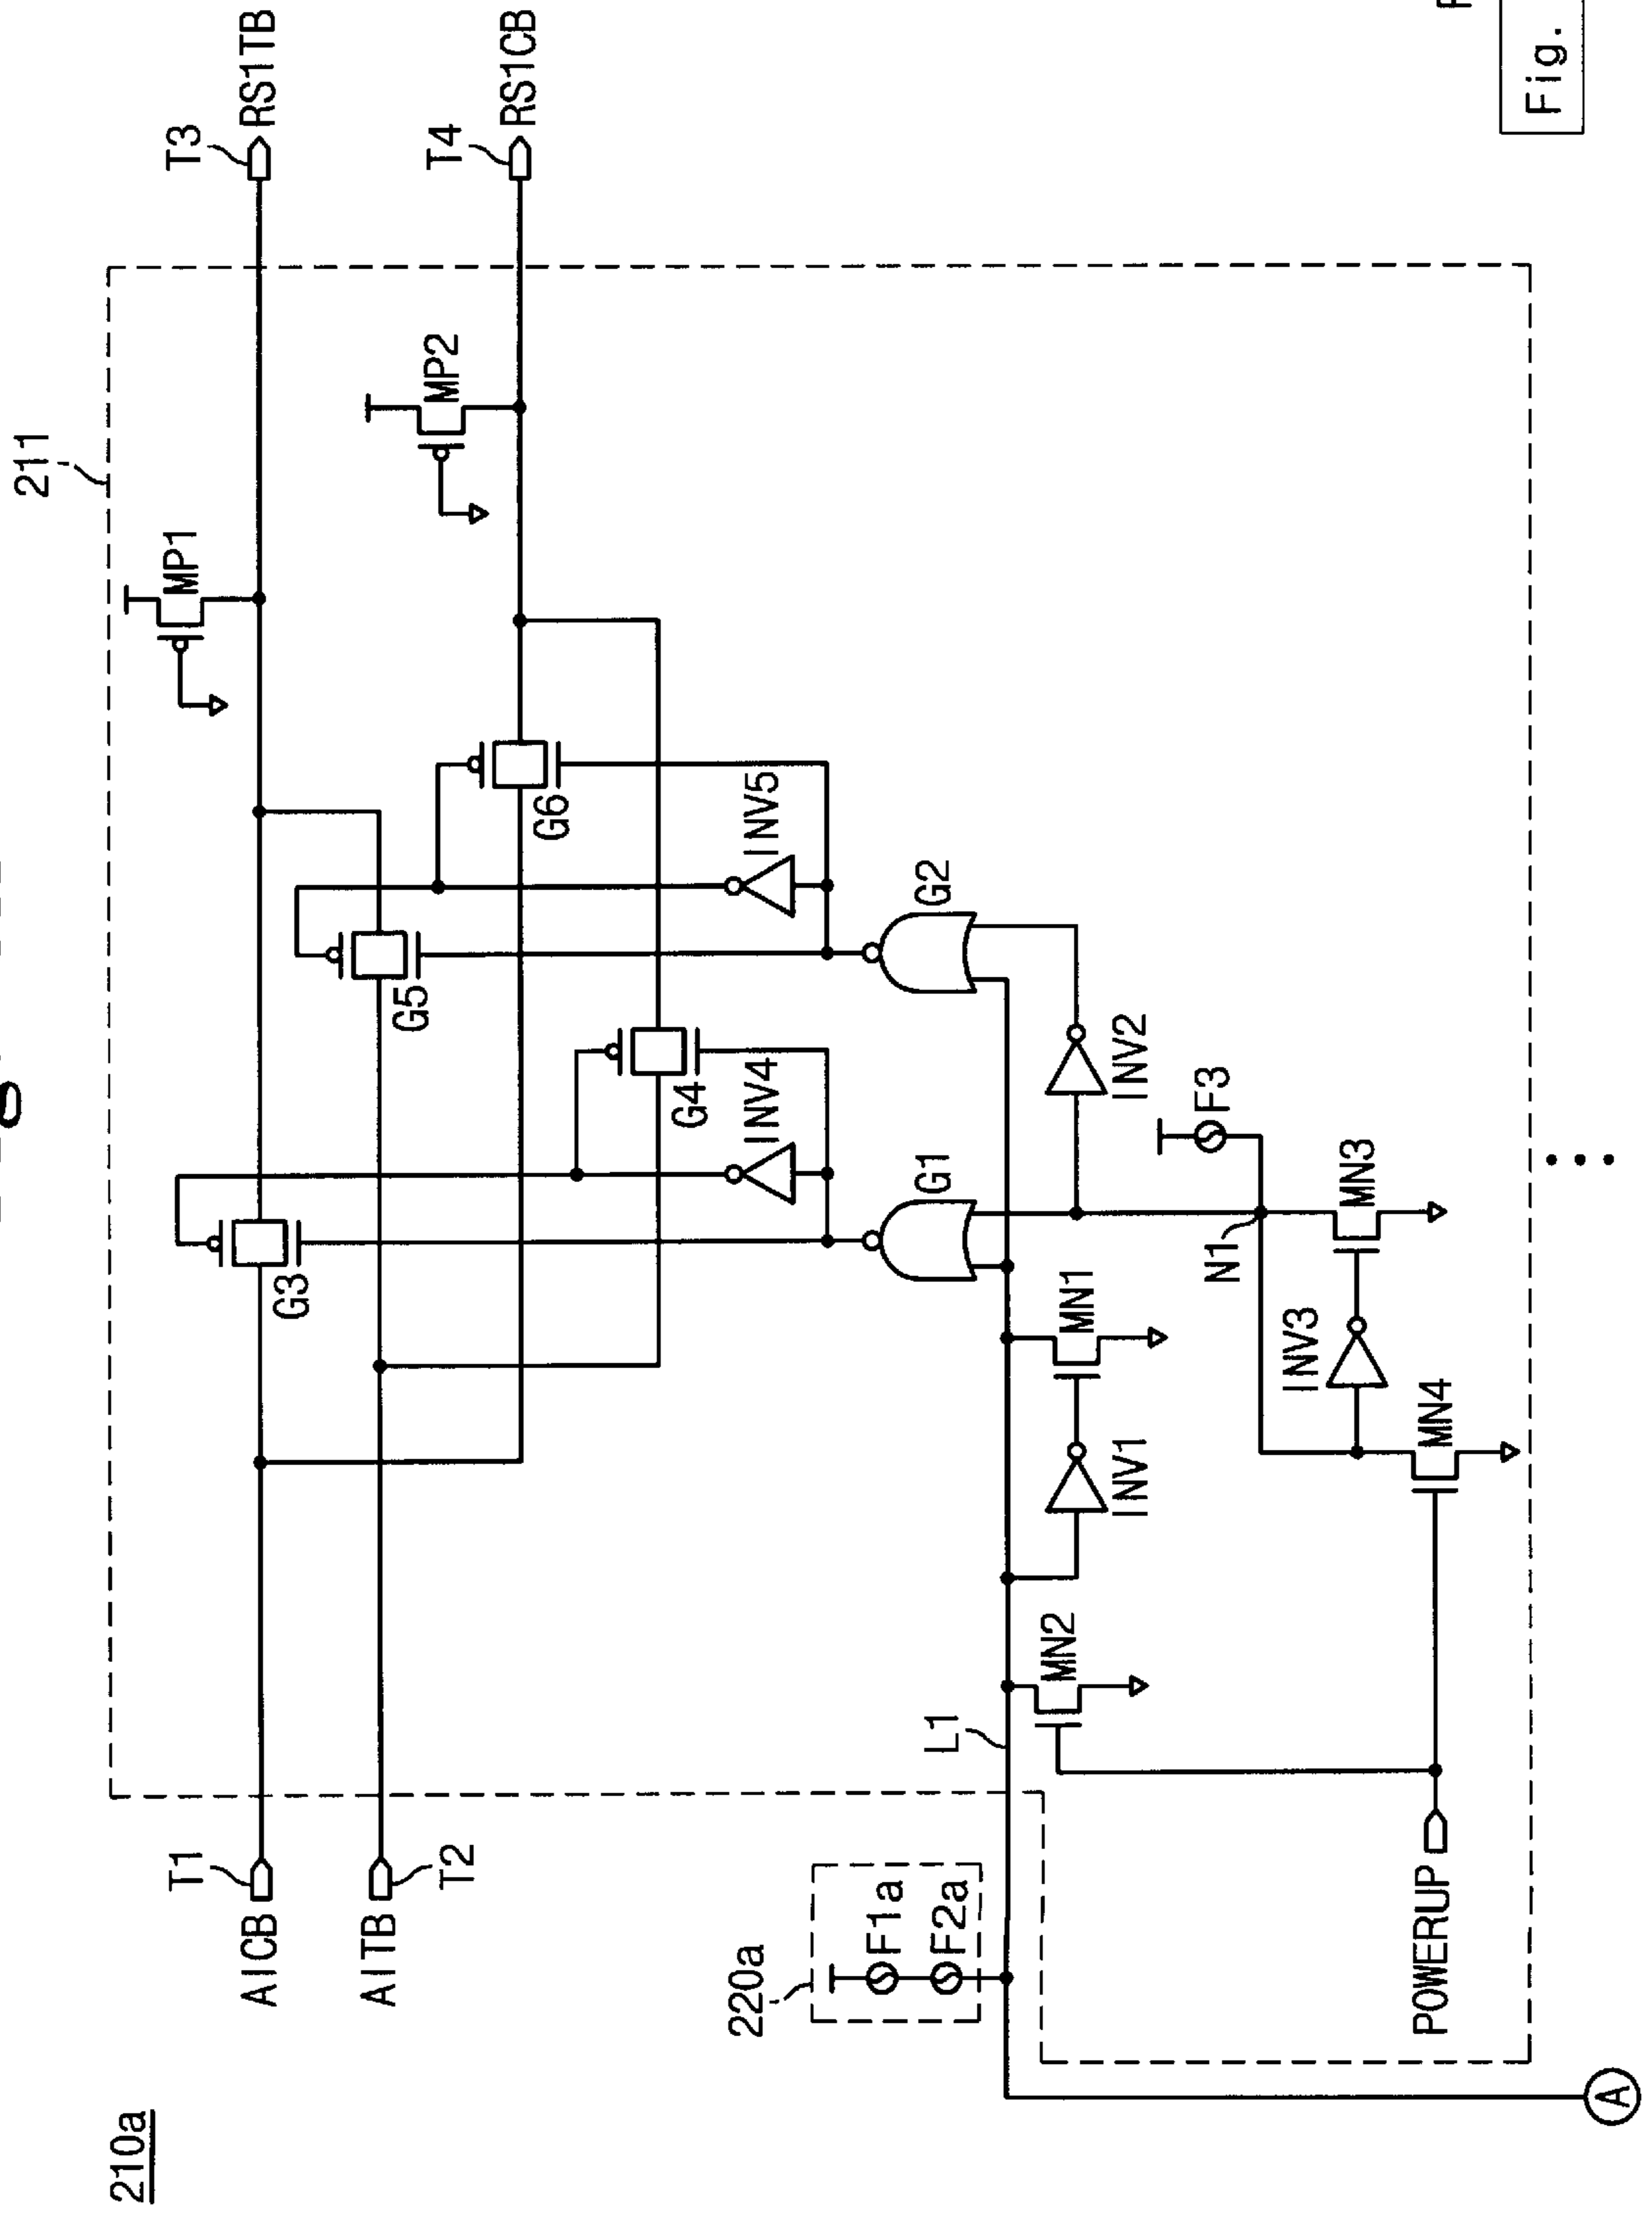 210a
211
T1
AICB
T3
RS1TB
MP1
G3
AITB
T2
G5
T4
RS1CB
MP2
G6
G4
INV4
INV5
220a
F1a
F2a
G1
G2
L1
MN2
MN1
INV1
INV2
N1
F3
INV3
MN3
MN4
POWERUP
A
Fig.